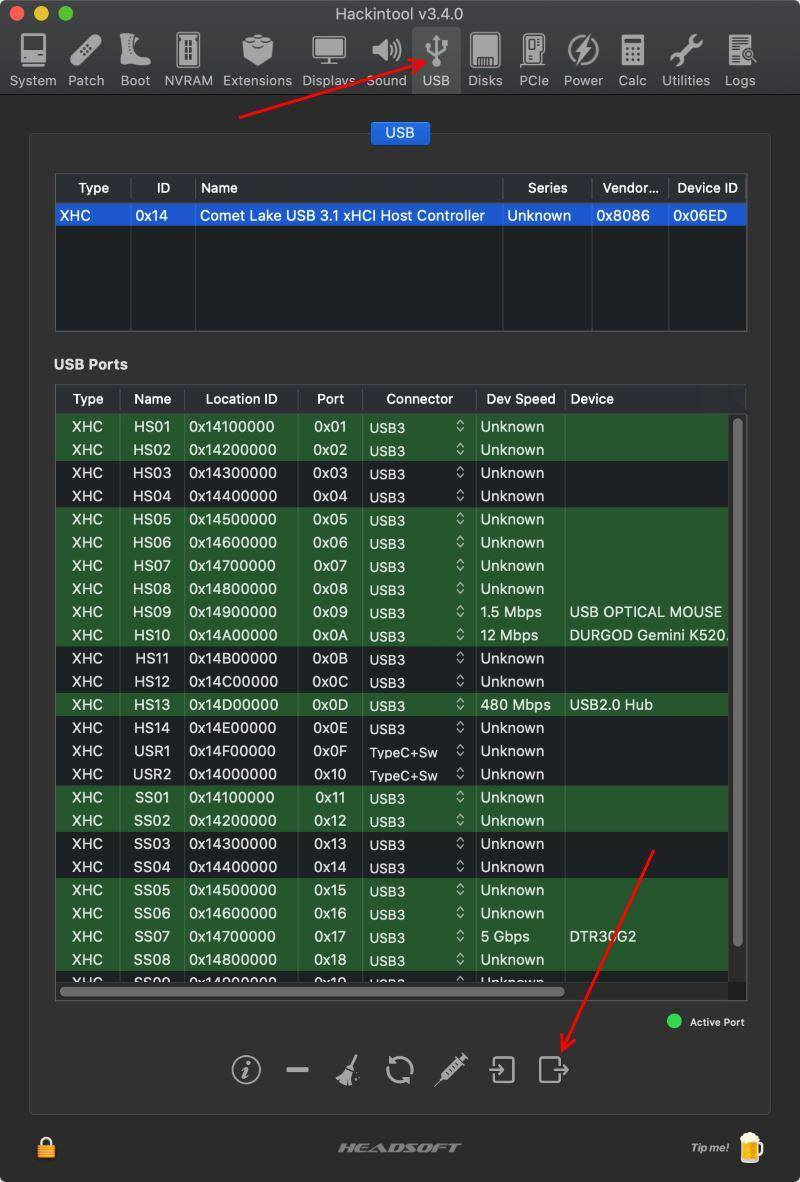 Hackintool v3.4.0
System Patch Boot NVRAM Extensions Displays Sound USB Disks PCIe Power Calc Utilities Logs
USB
Type ID Name Series Vendor... Device ID
XHC 0x14 Comet Lake USB 3.1 xHCI Host Controller Unknown 0x8086 0x06ED
USB Ports
Type Name Location ID Port Connector Dev Speed Device
XHC HS01 0x14100000 0x01 USB3 Unknown
XHC HS02 0x14200000 0x02 USB3 Unknown
XHC HS03 0x14300000 0x03 USB3 Unknown
XHC HS04 0x14400000 0x04 USB3 Unknown
XHC HS05 0x14500000 0x05 USB3 Unknown
XHC HS06 0x14600000 0x06 USB3 Unknown
XHC HS07 0x14700000 0x07 USB3 Unknown
XHC HS08 0x14800000 0x08 USB3 Unknown
XHC HS09 0x14900000 0x09 USB3 1.5 Mbps USB OPTICAL MOUSE
XHC HS10 0x14A00000 0x0A USB3 12 Mbps DURGOD Gemini K520.
XHC HS11 0x14B00000 0x0B USB3 Unknown
XHC HS12 0x14C00000 0x0C USB3 Unknown
XHC HS13 0x14D00000 0x0D USB3 480 Mbps USB2.0 Hub
XHC HS14 0x14E00000 0x0E USB3 Unknown
XHC USR1 0x14F00000 0x0F TypeC+Sw Unknown
XHC USR2 0x14000000 0x10 TypeC+Sw Unknown
XHC SS01 0x14100000 0x11 USB3 Unknown
XHC SS02 0x14200000 0x12 USB3 Unknown
XHC SS03 0x14300000 0x13 USB3 Unknown
XHC SS04 0x14400000 0x14 USB3 Unknown
XHC SS05 0x14500000 0x15 USB3 Unknown
XHC SS06 0x14600000 0x16 USB3 Unknown
XHC SS07 0x14700000 0x17 USB3 5 Gbps DTR30G2
XHC SS08 0x14800000 0x18 USB3 Unknown
XHC SS09 0x14900000 0x19 USB3 Unknown
Active Port
HEADSOFT
Tip me!